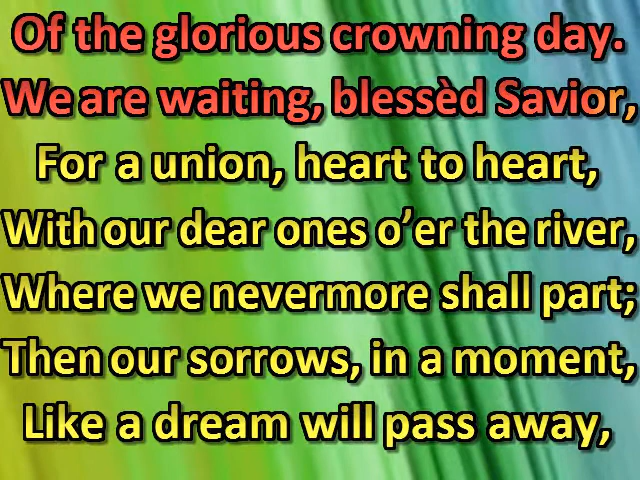 Of the glorious crowning day.
We are waiting, blessèd Savior,
For a union, heart to heart,
With our dear ones o’er the river,
Where we nevermore shall part;
Then our sorrows, in a moment,
Like a dream will pass away,